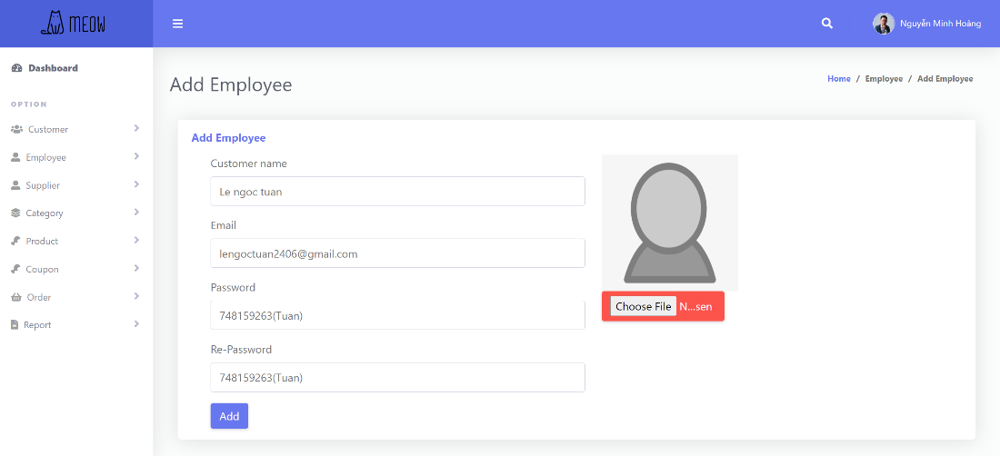 MEOW
Nguyễn Minh Hoàng
Dashboard
OPTION
Customer
Employee
Supplier
Category
Product
Coupon
Order
Report
Add Employee
Home / Employee / Add Employee
Add Employee
Customer name
Le ngoc tuan
Email
lengoctuan2406@gmail.com
Password
748159263(Tuan)
Re-Password
748159263(Tuan)
Add
Choose File N...sen